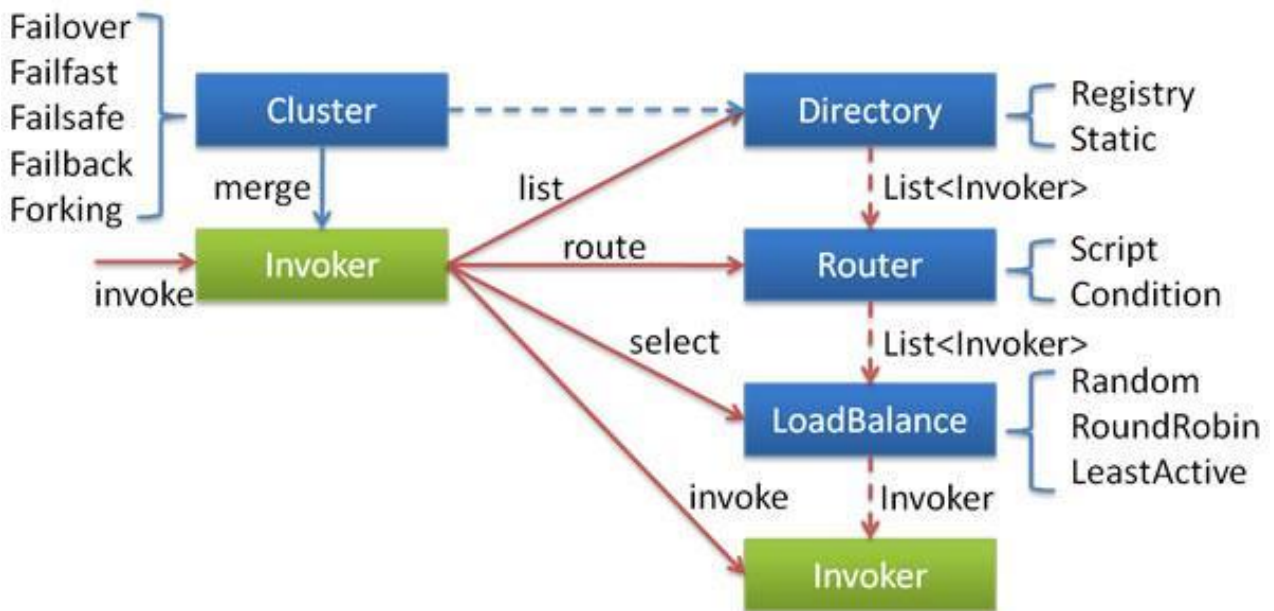 Failover
Failfast
Failsafe
Failback
Forking
Cluster
merge
invoke
Invoker
list
route
select
invoke
Directory
Registry
Static
List<Invoker>
Router
Script
Condition
List<Invoker>
LoadBalance
Random
RoundRobin
LeastActive
Invoker
Invoker